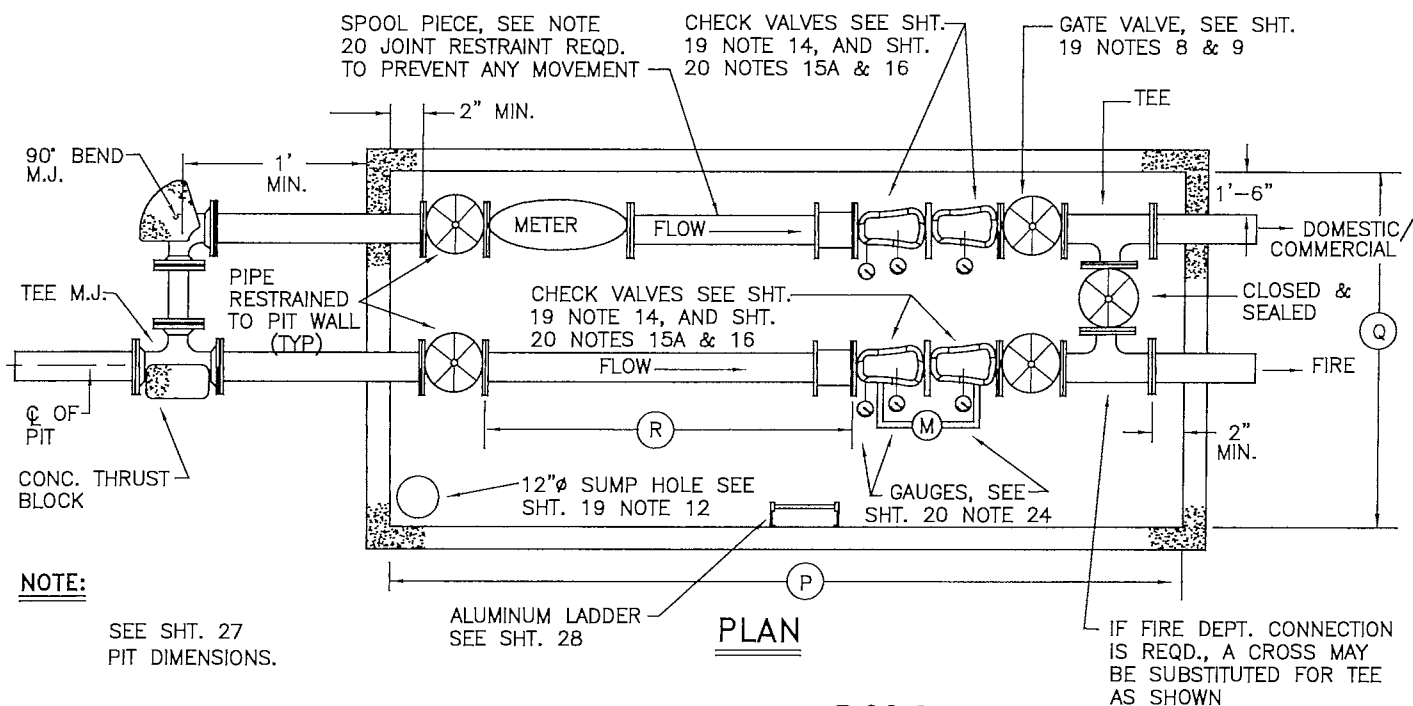 SPOOL PIECE, SEE NOTE
20 JOINT RESTRAINT REQD.
TO PREVENT ANY MOVEMENT
CHECK VALVES SEE SHT.
19 NOTE 14, AND SHT.
20 NOTES 15A & 16
GATE VALVE, SEE SHT.
19 NOTES 8 & 9
TEE
2" MIN.
90° BEND
M.J.
1'
MIN.
1'-6"
METER
FLOW
DOMESTIC/
COMMERCIAL
TEE M.J.
PIPE
RESTRAINED
TO PIT WALL
(TYP)
CHECK VALVES SEE SHT.
19 NOTE 14, AND SHT.
20 NOTES 15A & 16
CLOSED &
SEALED
Q
FLOW
FIRE
℄ OF
PIT
R
M
2"
MIN.
CONC. THRUST
BLOCK
12"ø SUMP HOLE SEE
SHT. 19 NOTE 12
GAUGES, SEE
SHT. 20 NOTE 24
NOTE:
P
SEE SHT. 27
PIT DIMENSIONS.
ALUMINUM LADDER
SEE SHT. 28
PLAN
IF FIRE DEPT. CONNECTION
IS REQD., A CROSS MAY
BE SUBSTITUTED FOR TEE
AS SHOWN